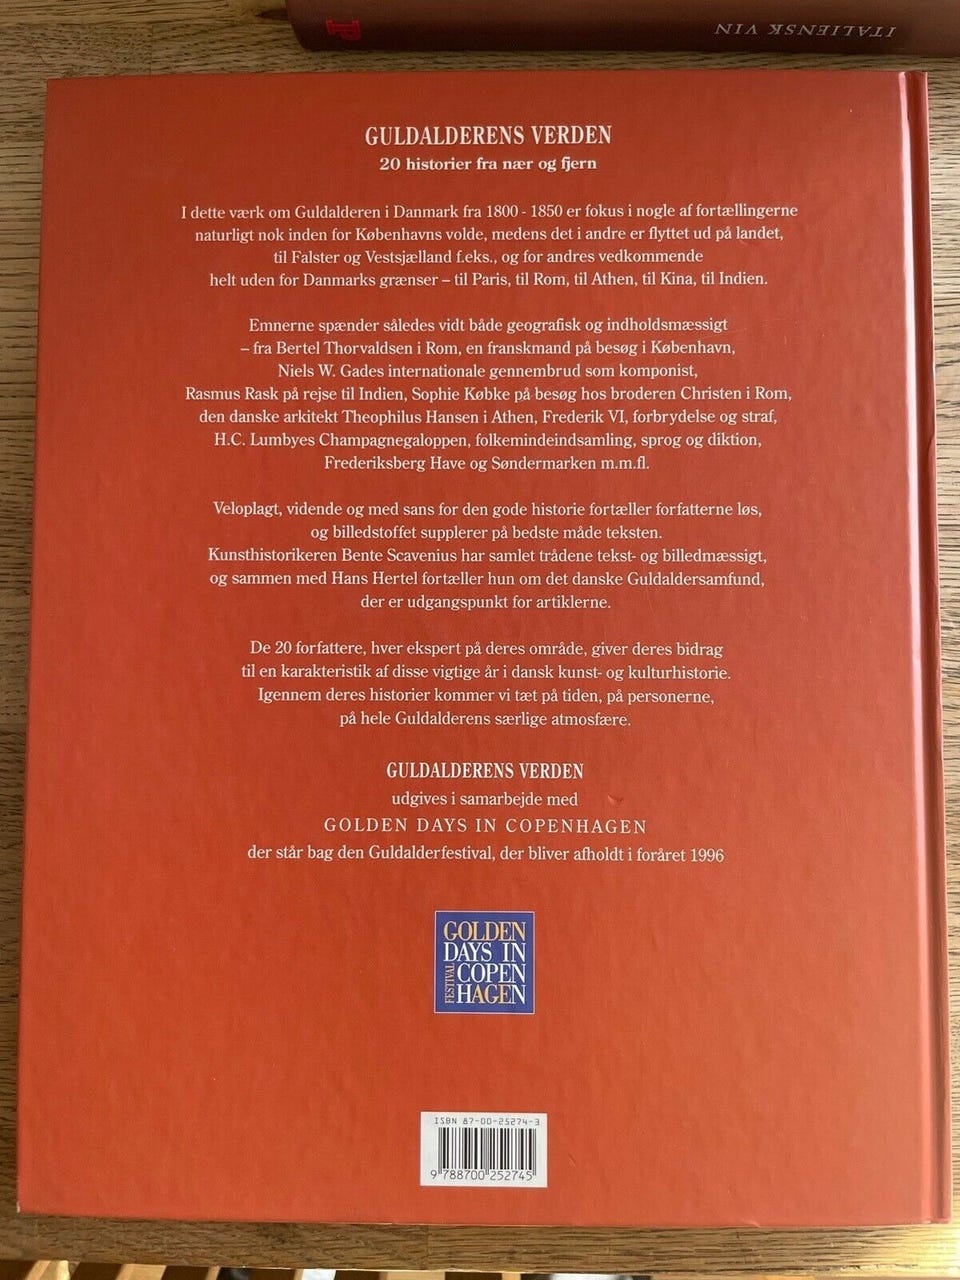 ITALIENSK VIN
P
GULDALDERENS VERDEN
20 historier fra nær og fjern
I dette værk om Guldalderen i Danmark fra 1800 - 1850 er fokus i nogle af fortællingerne
naturligt nok inden for Københavns volde, medens det i andre er flyttet ud på landet,
til Falster og Vestsjælland f.eks., og for andres vedkommende
helt uden for Danmarks grænser – til Paris, til Rom, til Athen, til Kina, til Indien.
Emnerne spænder således vidt både geografisk og indholdsmæssigt
– fra Bertel Thorvaldsen i Rom, en franskmand på besøg i København,
Niels W. Gades internationale gennembrud som komponist,
Rasmus Rask på rejse til Indien, Sophie Købke på besøg hos broderen Christen i Rom,
den danske arkitekt Theophilus Hansen i Athen, Frederik VI, forbrydelse og straf,
H.C. Lumbyes Champagnegaloppen, folkemindeindsamling, sprog og diktion,
Frederiksberg Have og Søndermarken m.m.fl.
Veloplagt, vidende og med sans for den gode historie fortæller forfatterne løs,
og billedstoffet supplerer på bedste måde teksten.
Kunsthistorikeren Bente Scavenius har samlet trådene tekst- og billedmæssigt,
og sammen med Hans Hertel fortæller hun om det danske Guldaldersamfund,
der er udgangspunkt for artiklerne.
De 20 forfattere, hver ekspert på deres område, giver deres bidrag
til en karakteristik af disse vigtige år i dansk kunst- og kulturhistorie.
Igennem deres historier kommer vi tæt på tiden, på personerne,
på hele Guldalderens særlige atmosfære.
GULDALDERENS VERDEN
udgives i samarbejde med
GOLDEN DAYS IN COPENHAGEN
der står bag den Guldalderfestival, der bliver afholdt i foråret 1996
GOLDEN
DAYS IN
COPEN
HAGEN
FESTIVAL
ISBN 87-00-25274-3
9 788700 252745